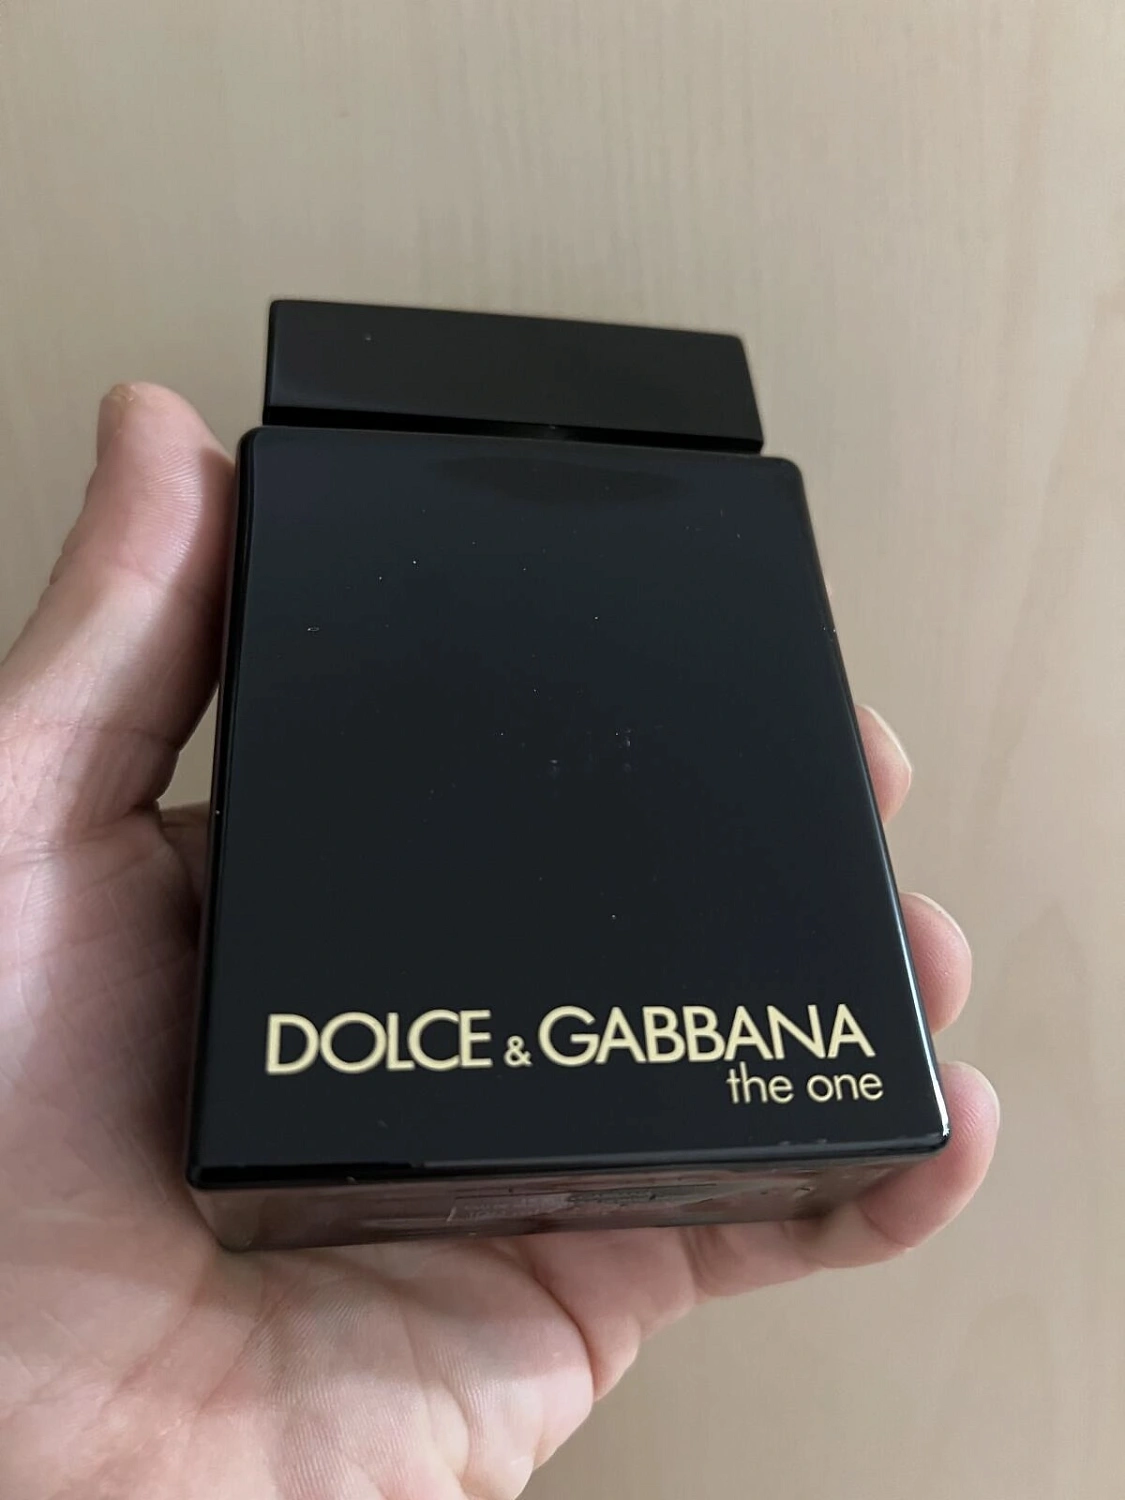 DOLCE & GABBANA
the one